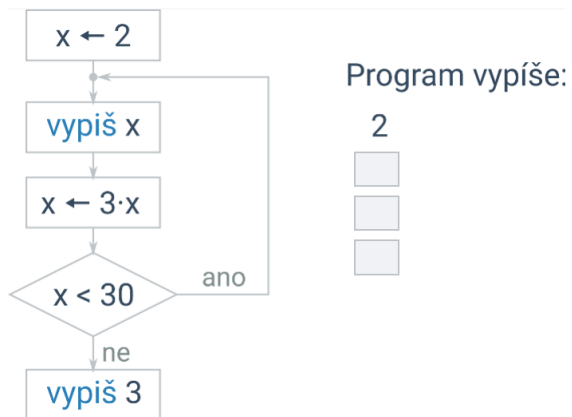 x ← 2
vypiš x
x ← 3·x
x < 30
ano
ne
vypiš 3
Program vypíše:
2